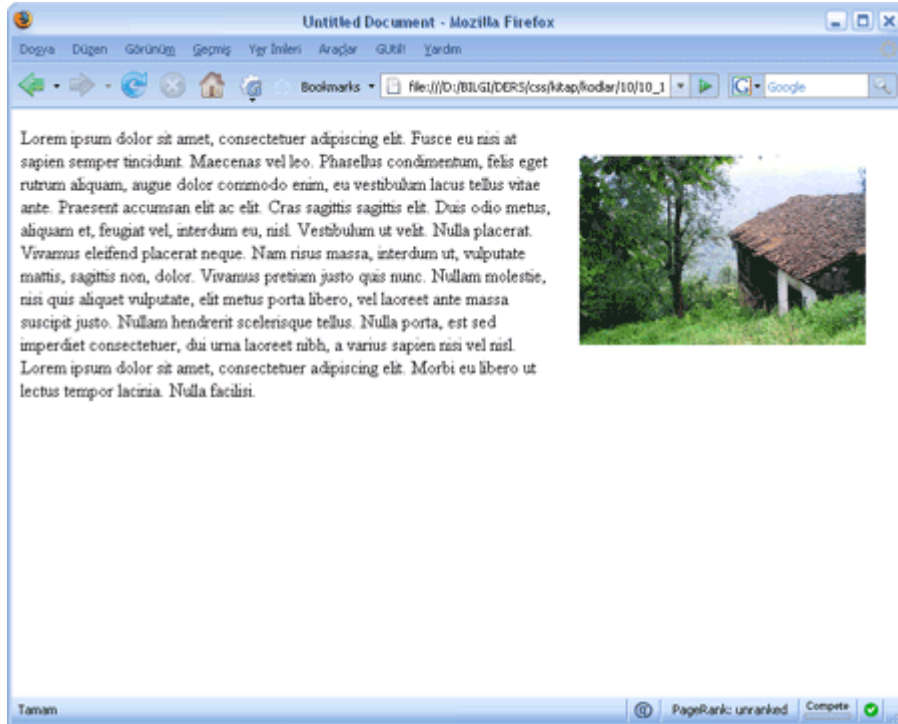 Untitled Document - Mozilla Firefox
Dosya Düzen Görünüm Geçmiş Yer İmleri Araçlar GUtil! Yardım
Bookmarks file:///D:/BILGI/DERS/css/kitap/kodlar/10/10_1 G Google
Lorem ipsum dolor sit amet, consectetuer adipiscing elit. Fusce eu nisi at
sapien semper tincidunt. Maecenas vel leo. Phasellus condimentum, felis eget
rutrum aliquam, augue dolor commodo enim, eu vestibulum lacus tellus vitae
ante. Praesent accumsan elit ac elit. Cras sagittis sagittis elit. Duis odio metus,
aliquam et, feugiat vel, interdum eu, nisl. Vestibulum ut velit. Nulla placerat.
Vivamus eleifend placerat neque. Nam risus massa, interdum ut, vulputate
mattis, sagittis non, dolor. Vivamus pretium justo quis nunc. Nullam molestie,
nisi quis aliquet vulputate, elit metus porta libero, vel laoreet ante massa
suscipit justo. Nullam hendrerit scelerisque tellus. Nulla porta, est sed
imperdiet consectetuer, dui urna laoreet nibh, a varius sapien nisi vel nisl.
Lorem ipsum dolor sit amet, consectetuer adipiscing elit. Morbi eu libero ut
lectus tempor lacinia. Nulla facilisi.
Tamam @ PageRank: unranked Compete